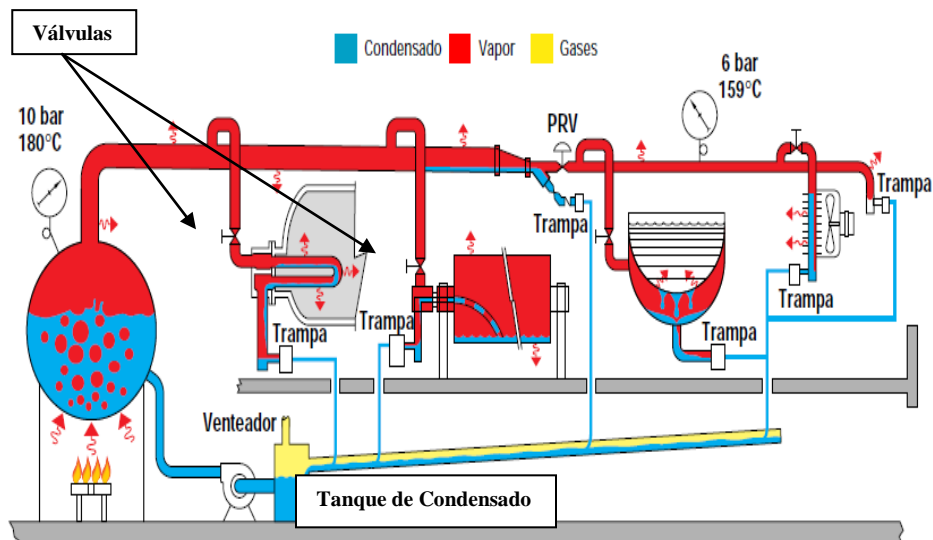 Válvulas
Condensado
Vapor
Gases
10 bar
180°C
PRV
6 bar
159°C
Trampa
Trampa
Trampa
Trampa
Trampa
Trampa
Venteador
Tanque de Condensado